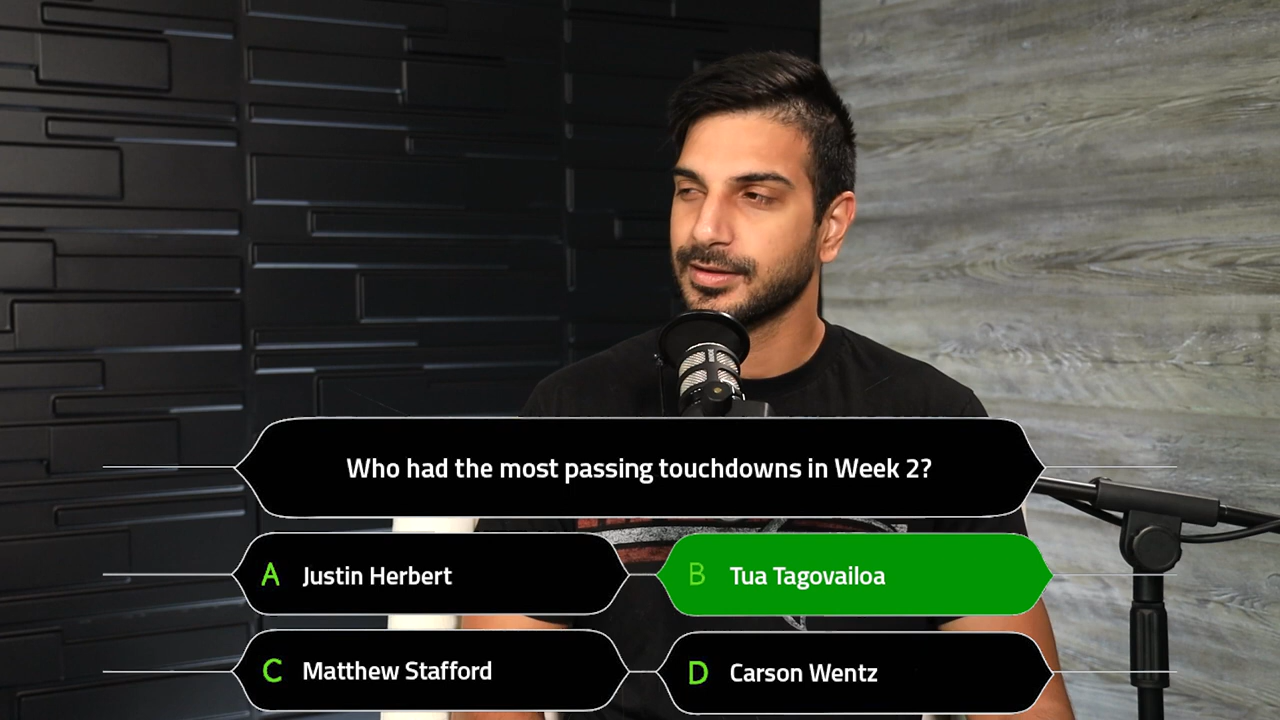 Who had the most passing touchdowns in Week 2?
A Justin Herbert
B Tua Tagovailoa
C Matthew Stafford
D Carson Wentz